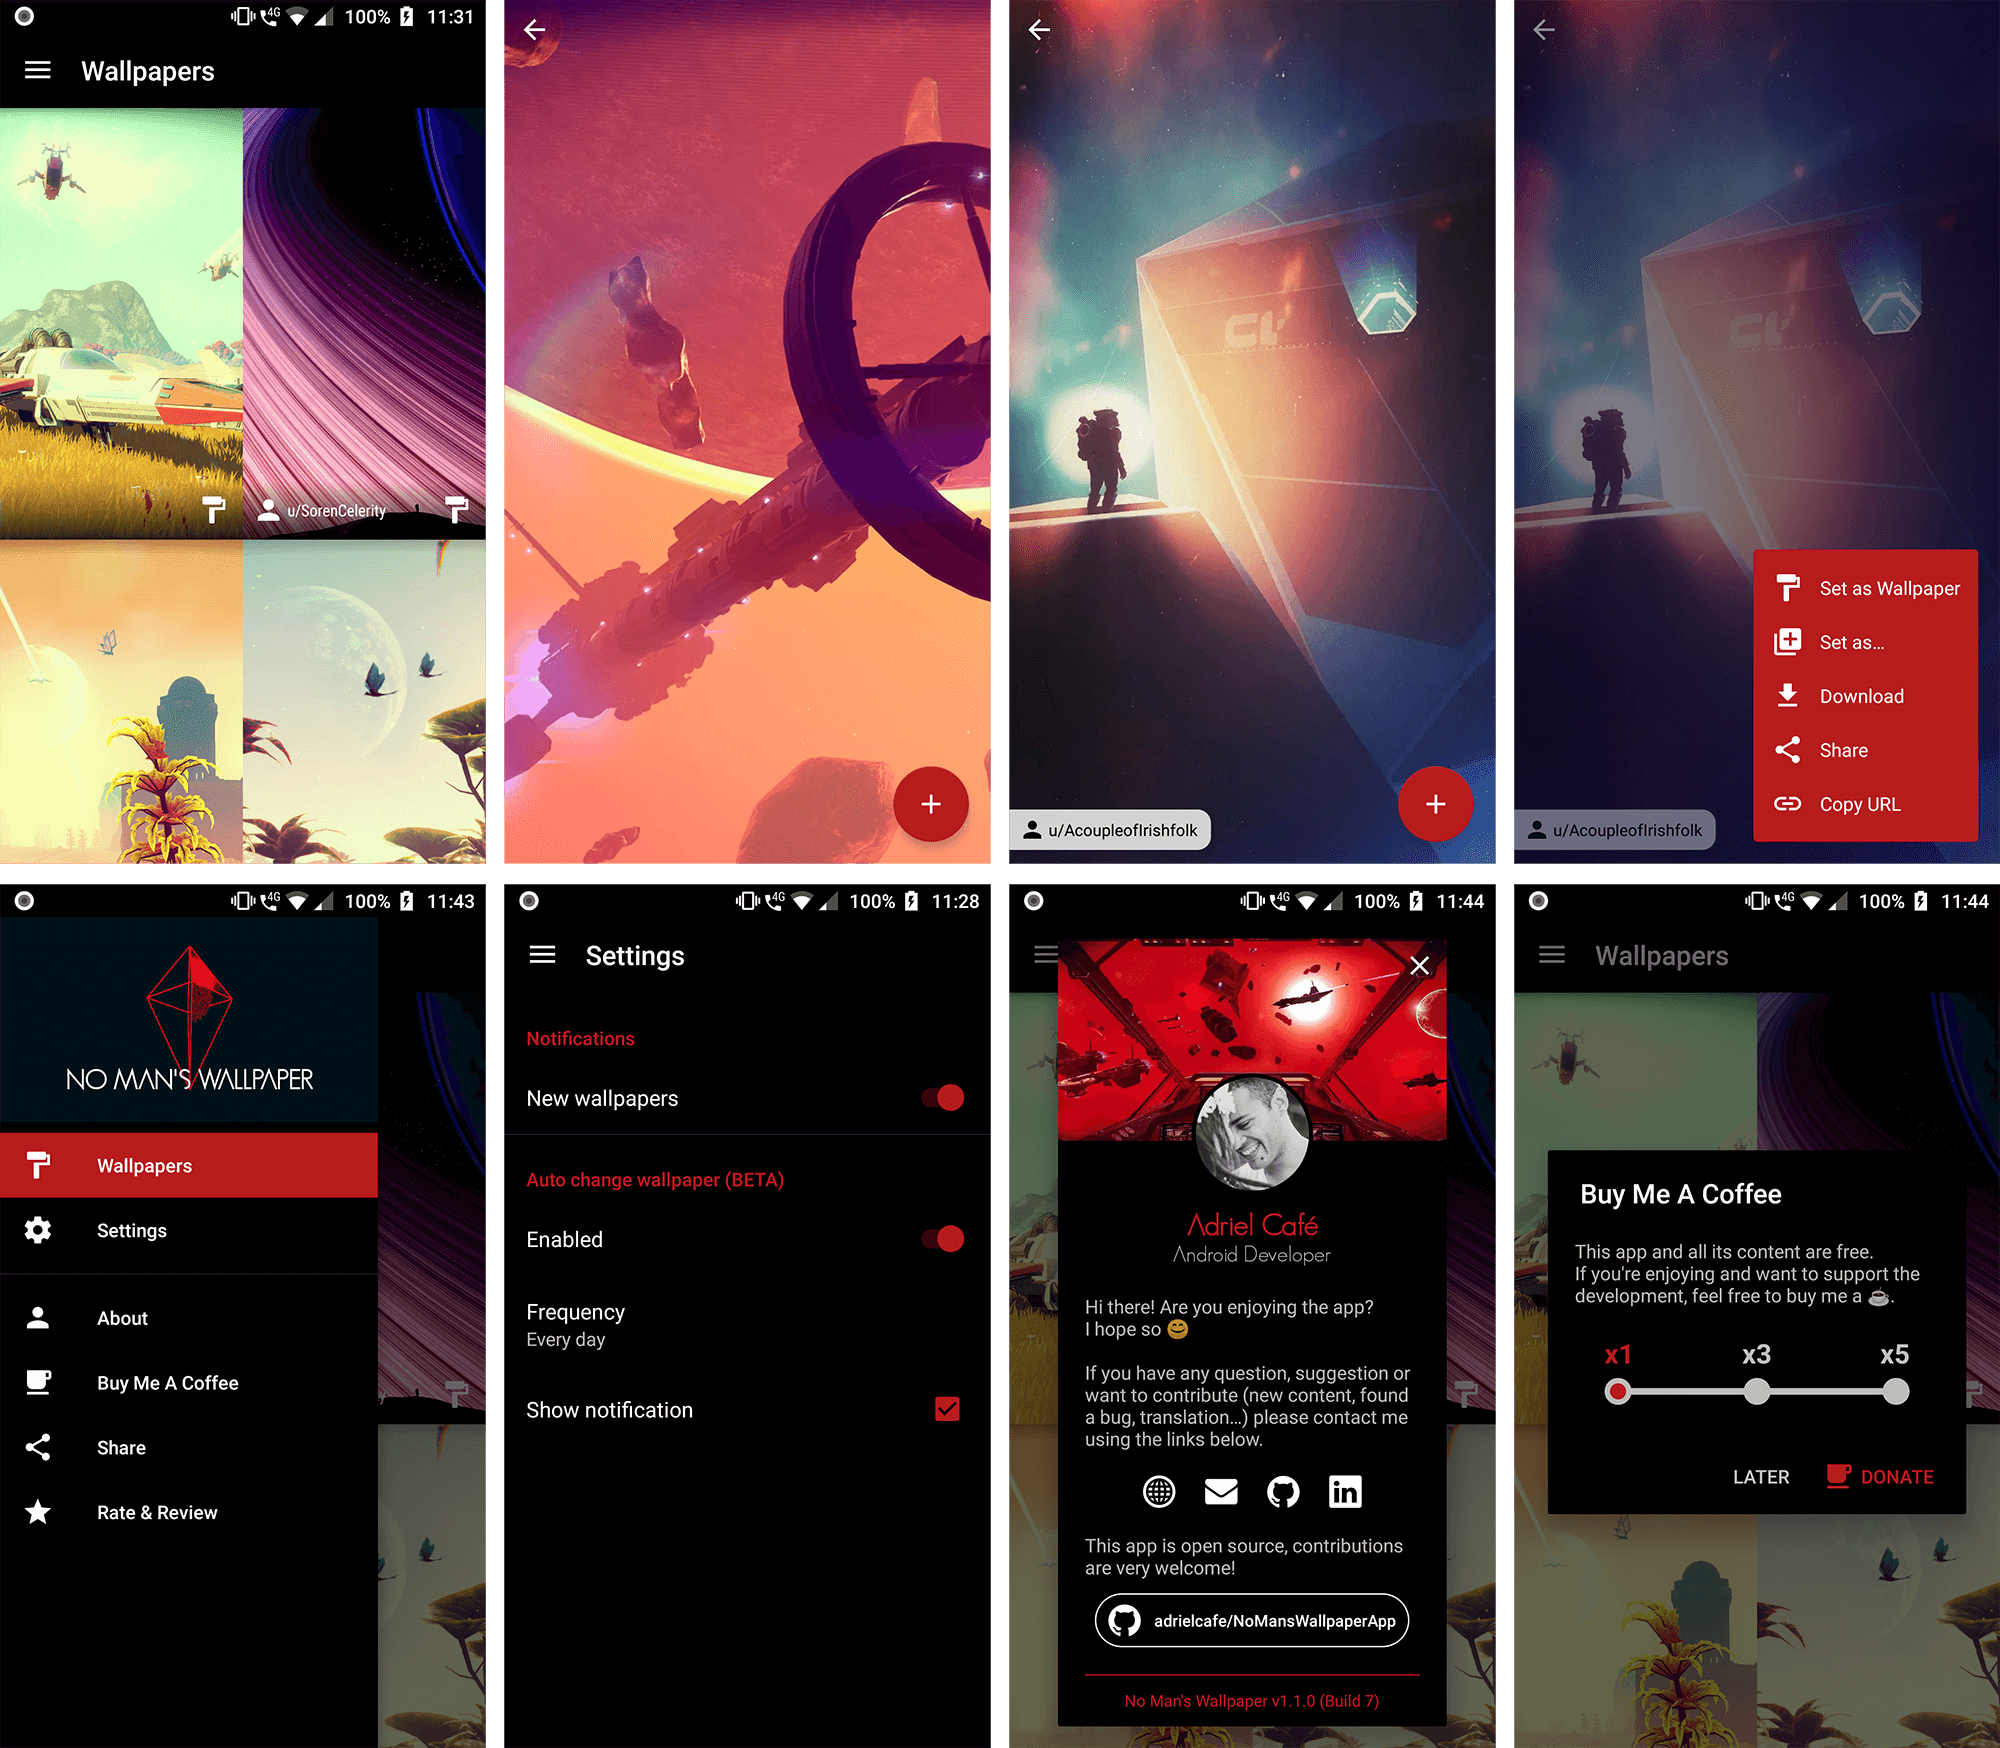 4G 100% 11:31
Wallpapers
u/SorenCelerity
u/AcoupleofIrishfolk
Set as Wallpaper
Set as...
Download
Share
Copy URL
u/AcoupleofIrishfolk
4G 100% 11:43
NO MAN'S WALLPAPER
Wallpapers
Settings
About
Buy Me A Coffee
Share
Rate & Review
4G 100% 11:28
Settings
Notifications
New wallpapers
Auto change wallpaper (BETA)
Enabled
Frequency
Every day
Show notification
4G 100% 11:44
Adriel Café
Android Developer
Hi there! Are you enjoying the app?
I hope so 😊
If you have any question, suggestion or
want to contribute (new content, found
a bug, translation...) please contact me
using the links below.
in
This app is open source, contributions
are very welcome!
adrielcafe/NoMansWallpaperApp
No Man's Wallpaper v1.1.0 (Build 7)
4G 100% 11:44
Wallpapers
Buy Me A Coffee
This app and all its content are free.
If you're enjoying and want to support the
development, feel free to buy me a ☕.
x1 x3 x5
LATER DONATE